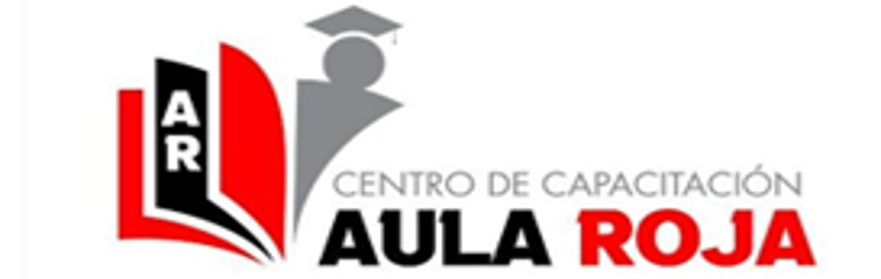 AR
CENTRO DE CAPACITACIÓN
AULA ROJA